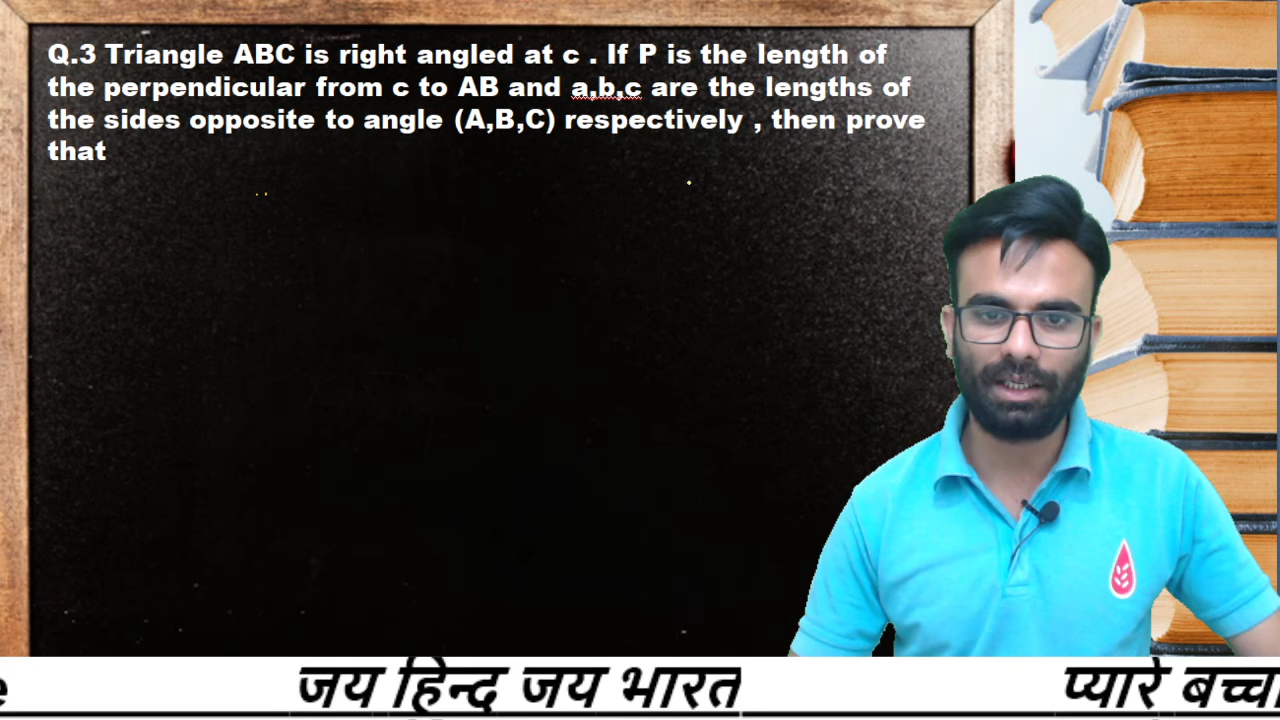 Q.3 Triangle ABC is right angled at c . If P is the length of
the perpendicular from c to AB and a,b,c are the lengths of
the sides opposite to angle (A,B,C) respectively , then prove
that
जय हिन्द जय भारत
प्यारे बच्चा